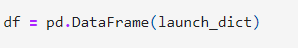 df = pd.DataFrame(launch_dict)